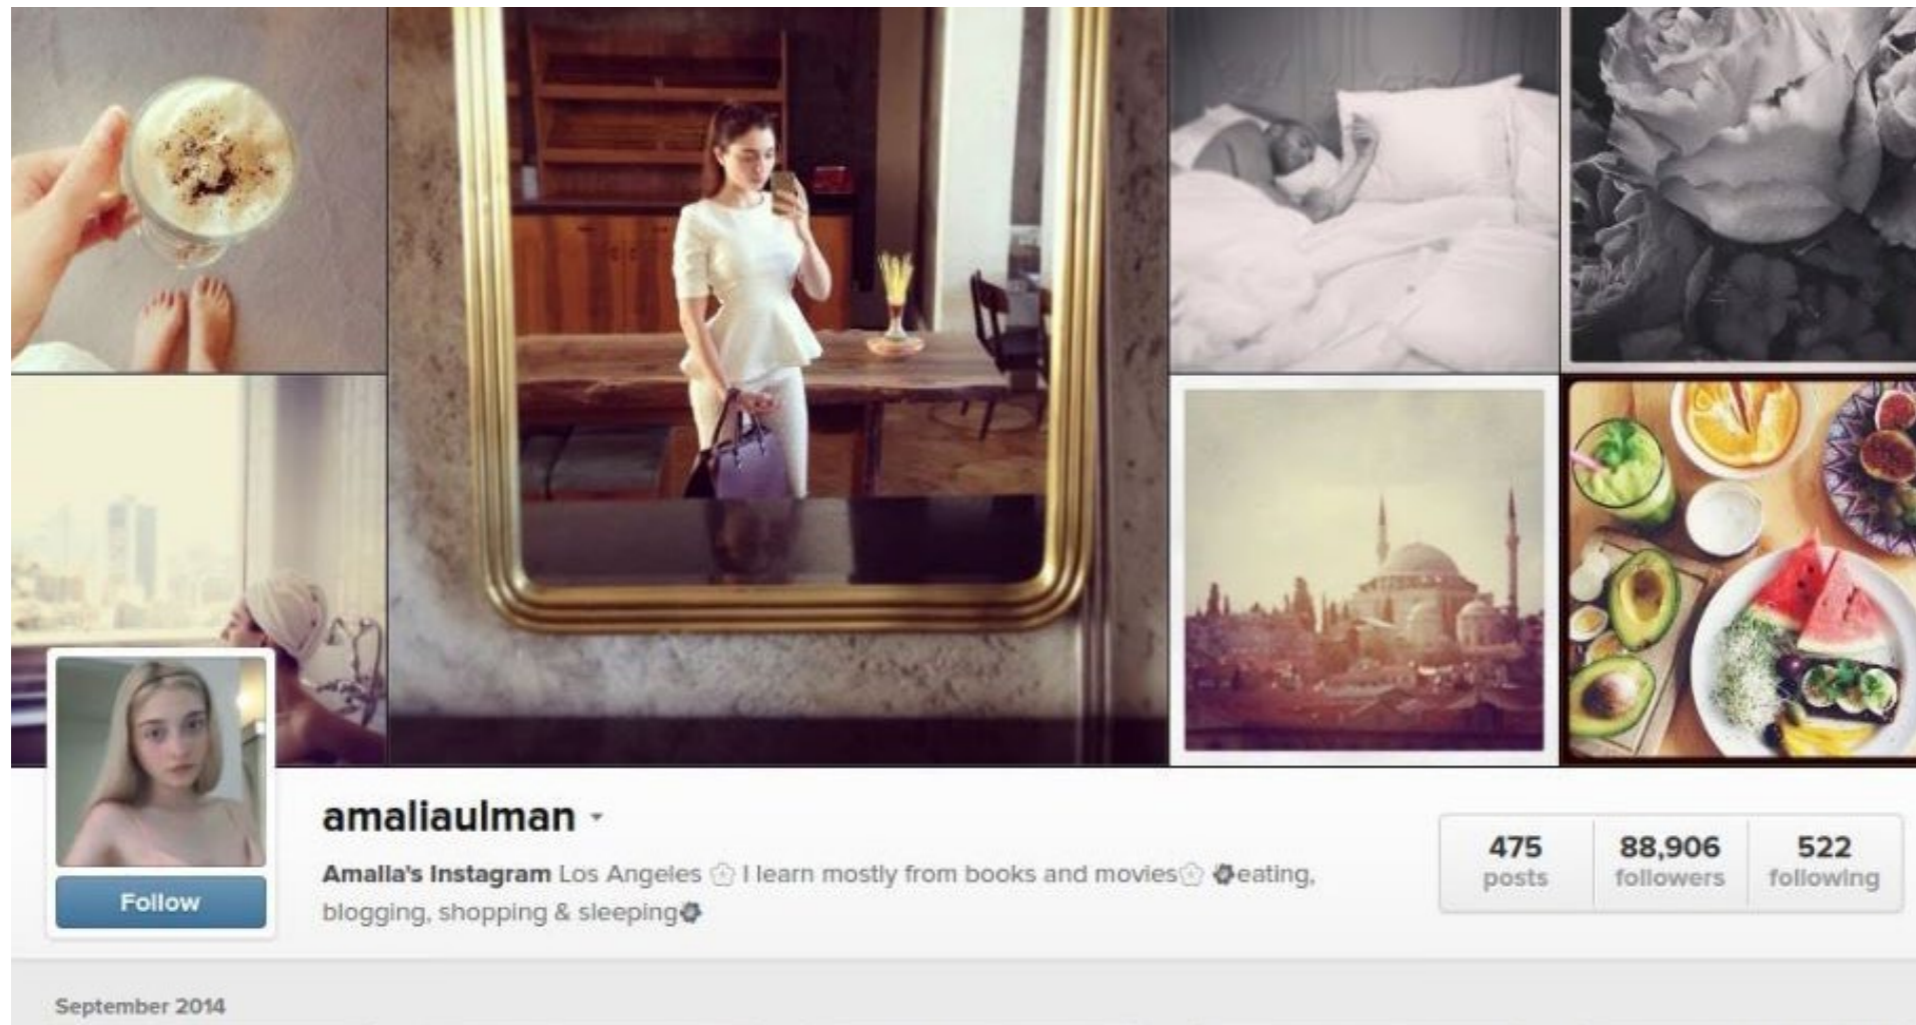 amaliaulman
Amalia's Instagram Los Angeles I learn mostly from books and movies eating,
blogging, shopping & sleeping
475 posts
88,906 followers
522 following
Follow
September 2014